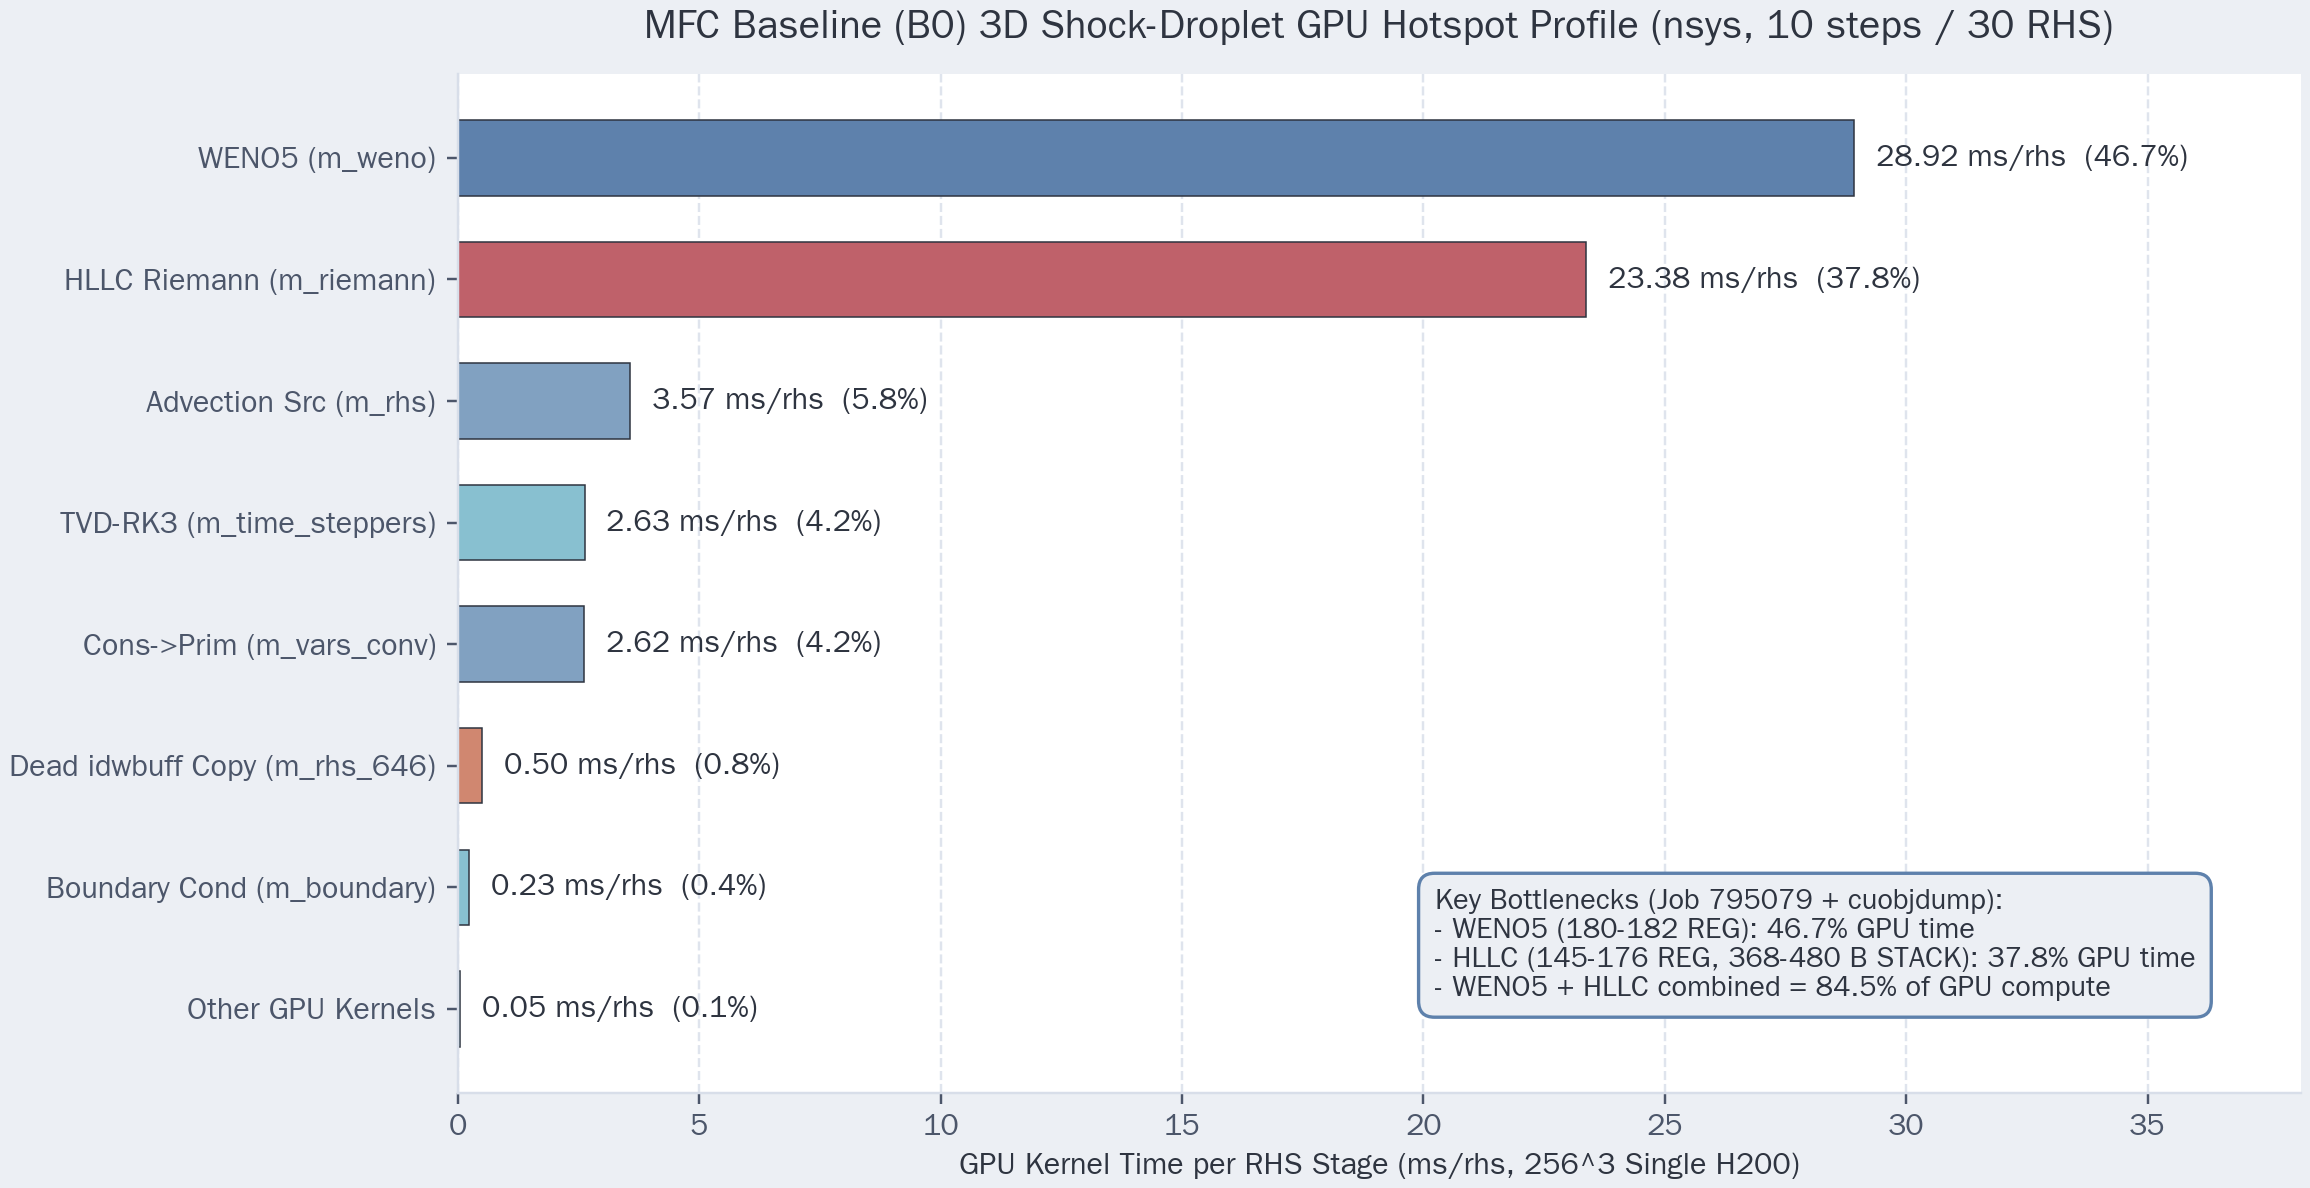 MFC Baseline (B0) 3D Shock-Droplet GPU Hotspot Profile (nsys, 10 steps / 30 RHS)
WENO5 (m_weno)
28.92 ms/rhs (46.7%)
HLLC Riemann (m_riemann)
23.38 ms/rhs (37.8%)
Advection Src (m_rhs)
3.57 ms/rhs (5.8%)
TVD-RK3 (m_time_steppers)
2.63 ms/rhs (4.2%)
Cons->Prim (m_vars_conv)
2.62 ms/rhs (4.2%)
Dead idwbuff Copy (m_rhs_646)
0.50 ms/rhs (0.8%)
Boundary Cond (m_boundary)
0.23 ms/rhs (0.4%)
Other GPU Kernels
0.05 ms/rhs (0.1%)
Key Bottlenecks (Job 795079 + cuobjdump):
- WENO5 (180-182 REG): 46.7% GPU time
- HLLC (145-176 REG, 368-480 B STACK): 37.8% GPU time
- WENO5 + HLLC combined = 84.5% of GPU compute
0 5 10 15 20 25 30 35
GPU Kernel Time per RHS Stage (ms/rhs, 256^3 Single H200)